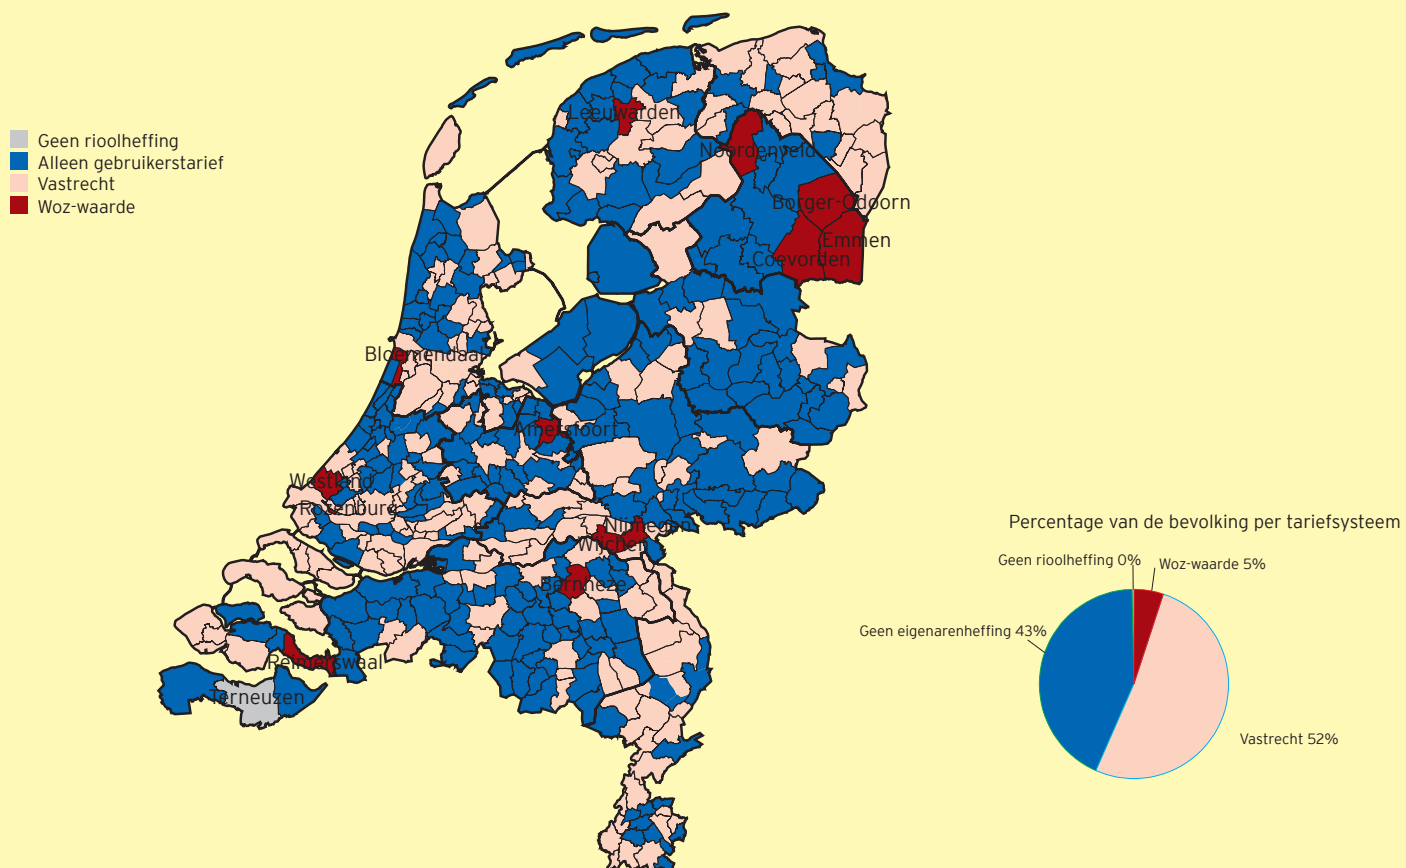 Geen rioolheffing
Alleen gebruikerstarief
Vastrecht
Woz-waarde
Leeuwarden
Noordenveld
Borger-Odoorn
Emmen
Coevorden
Bloemendaal
Amersfoort
Westland
Rozenburg
Nijmegen
Wijchen
Bernheze
Reimerswaal
Terneuzen
Percentage van de bevolking per tariefsysteem
Geen rioolheffing 0%
Woz-waarde 5%
Geen eigenarenheffing 43%
Vastrecht 52%